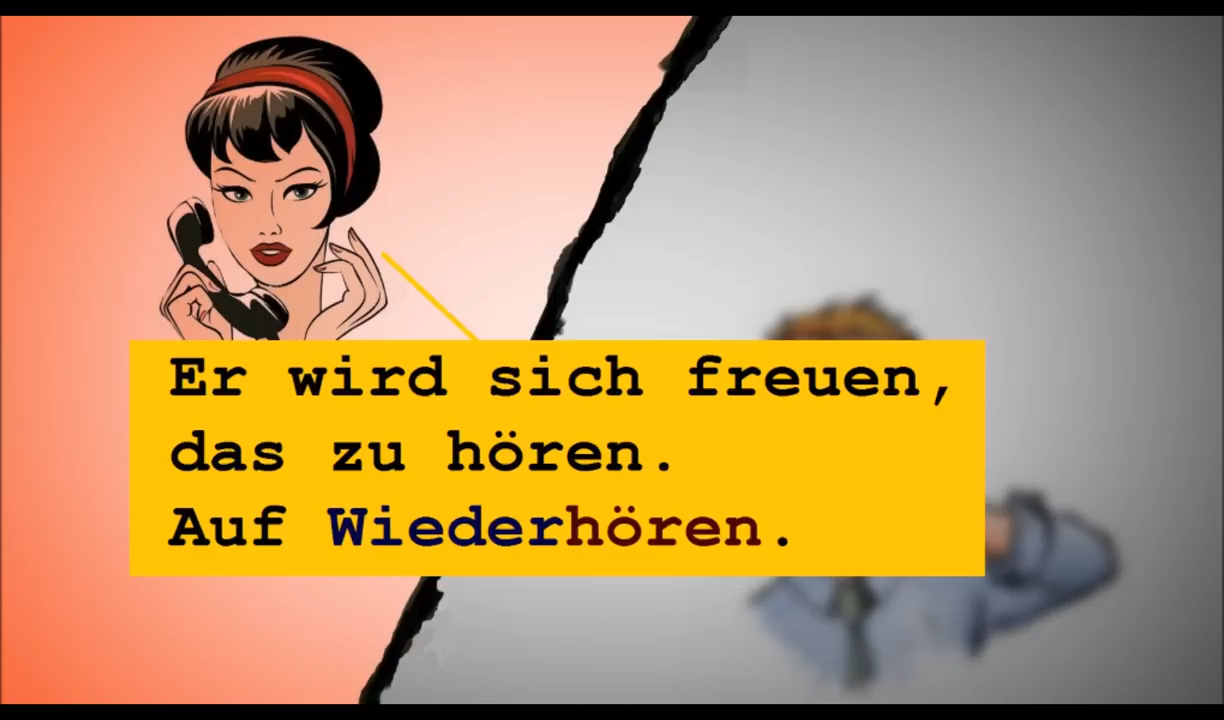 Er wird sich freuen,
das zu hören.
Auf Wiederhören.